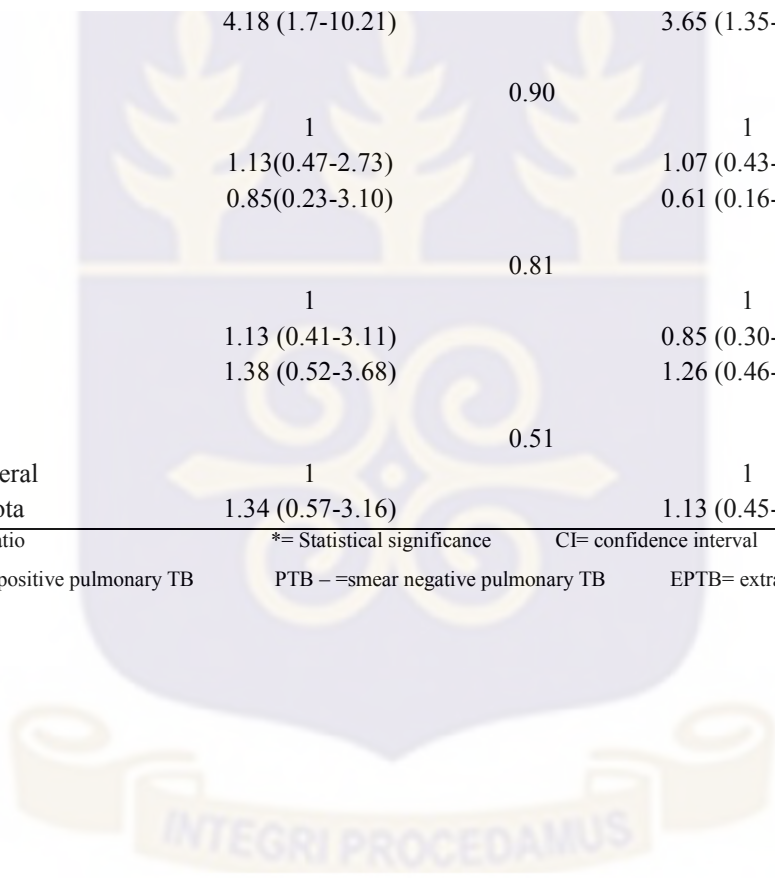 4.18 (1.7-10.21) 3.65 (1.35-
0.90
1 1
1.13(0.47-2.73) 1.07 (0.43-
0.85(0.23-3.10) 0.61 (0.16-
0.81
1 1
1.13 (0.41-3.11) 0.85 (0.30-
1.38 (0.52-3.68) 1.26 (0.46-
0.51
eral 1 1
ota 1.34 (0.57-3.16) 1.13 (0.45-
atio *= Statistical significance CI= confidence interval
positive pulmonary TB PTB – =smear negative pulmonary TB EPTB= extra
INTEGRI PROCEDAMUS